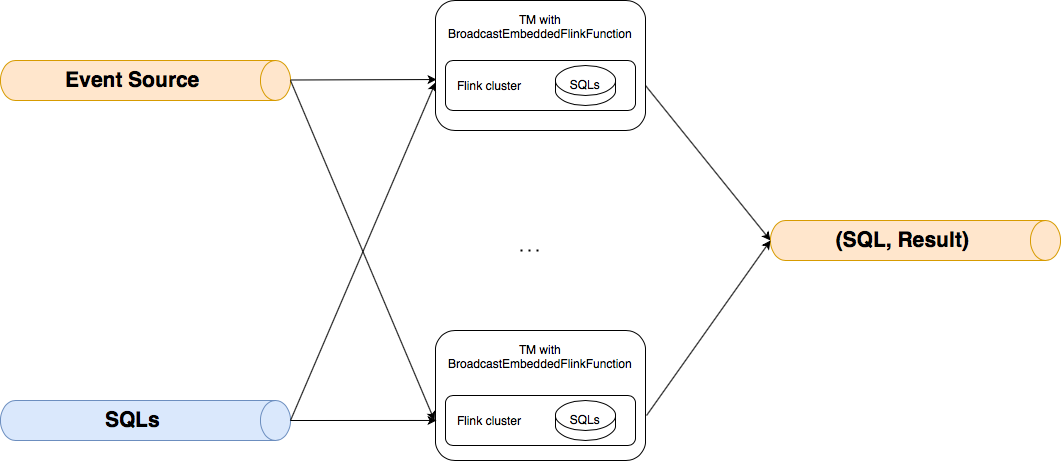 TM with
BroadcastEmbeddedFlinkFunction
Event Source
Flink cluster
SQLs
(SQL, Result)
...
TM with
BroadcastEmbeddedFlinkFunction
SQLs
Flink cluster
SQLs